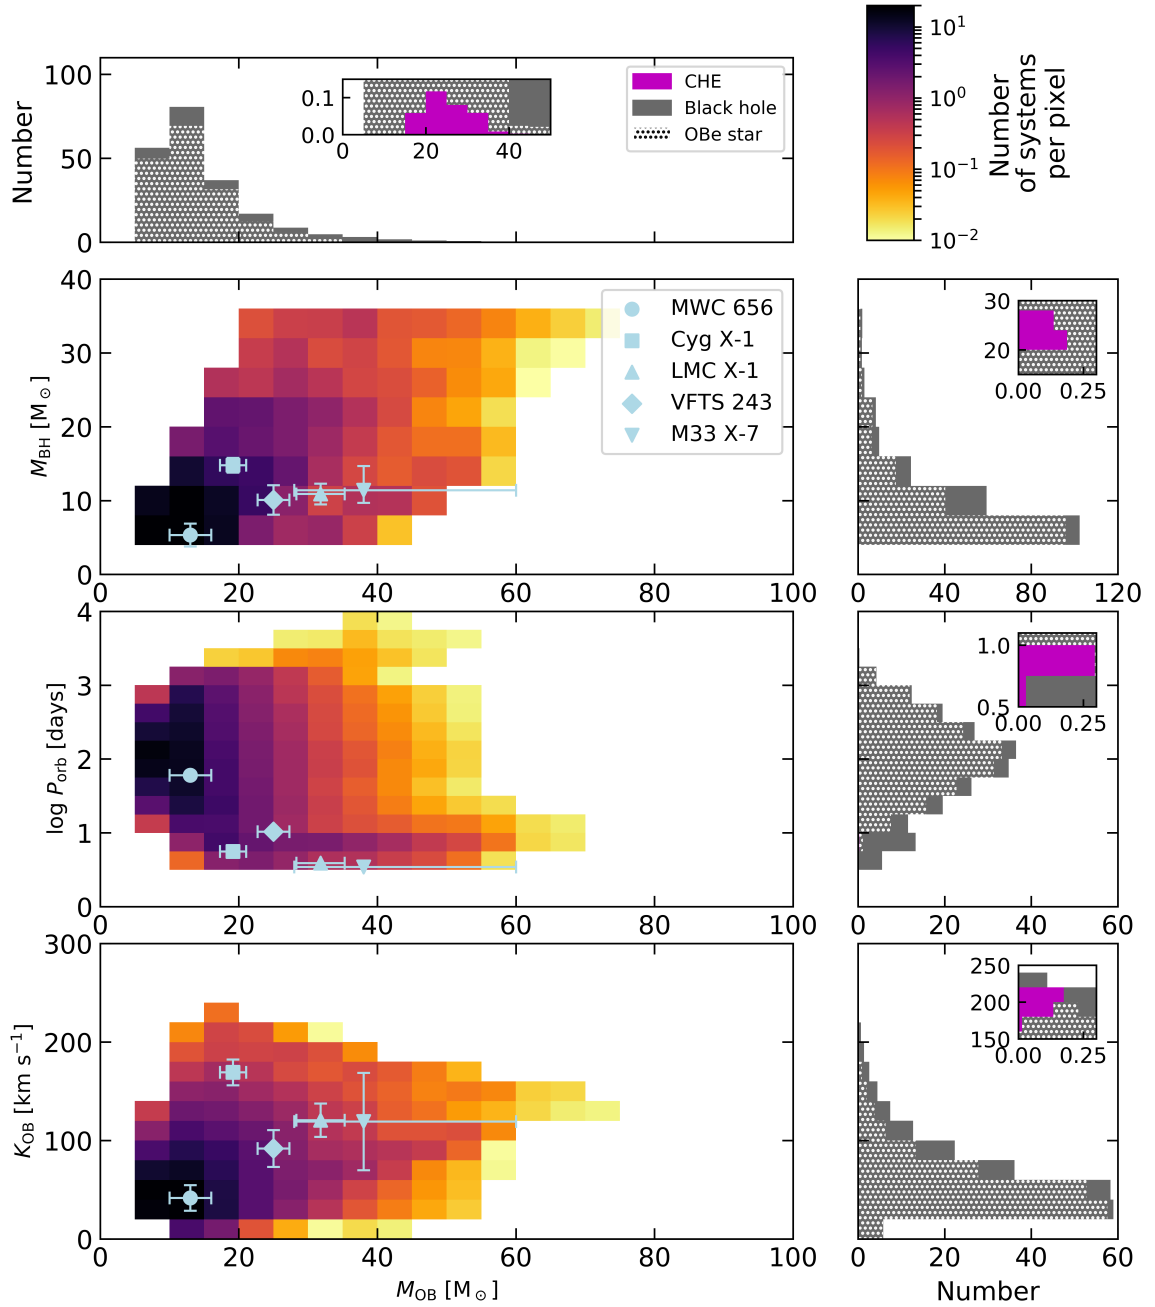 Number
100
50
0
0.1
0.0
0 20 40
CHE
Black hole
OBe star
10¹
10⁰
10⁻¹
10⁻²
Number
of systems
per pixel
M_BH [M⊙]
40
30
20
10
0
MWC 656
Cyg X-1
LMC X-1
VFTS 243
M33 X-7
0 20 40 60 80 100
30
20
0.00 0.25
0 40 80 120
log P_orb [days]
4
3
2
1
0
0 20 40 60 80 100
1.0
0.5
0.00 0.25
0 20 40 60
K_OB [km s⁻¹]
300
200
100
0
0 20 40 60 80 100
M_OB [M⊙]
250
200
150
0.00 0.25
0 20 40 60
Number